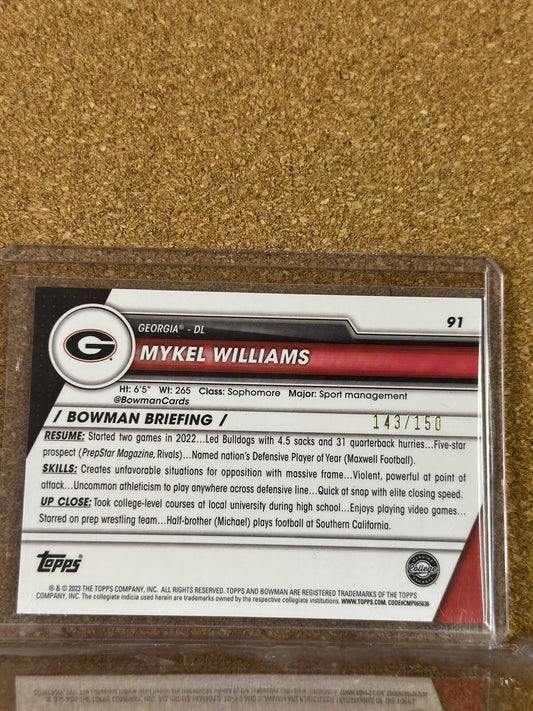 91
G
GEORGIA® - DL
MYKEL WILLIAMS
Ht: 6'5" Wt: 265 Class: Sophomore Major: Sport management
@BowmanCards
/ BOWMAN BRIEFING /
143/150
RESUME: Started two games in 2022...Led Bulldogs with 4.5 sacks and 31 quarterback hurries...Five-star
prospect (PrepStar Magazine, Rivals)...Named nation's Defensive Player of Year (Maxwell Football).
SKILLS: Creates unfavorable situations for opposition with massive frame...Violent, powerful at point of
attack...Uncommon athleticism to play anywhere across defensive line...Quick at snap with elite closing speed.
UP CLOSE: Took college-level courses at local university during high school...Enjoys playing video games...
Starred on prep wrestling team...Half-brother (Michael) plays football at Southern California.
Topps
College
® & © 2023 THE TOPPS COMPANY, INC. ALL RIGHTS RESERVED. TOPPS AND BOWMAN ARE REGISTERED TRADEMARKS OF THE TOPPS
COMPANY, INC. The collegiate indicia used herein are trademarks owned by the respective collegiate institutions. WWW.TOPPS.COM. CODE#CMP065636